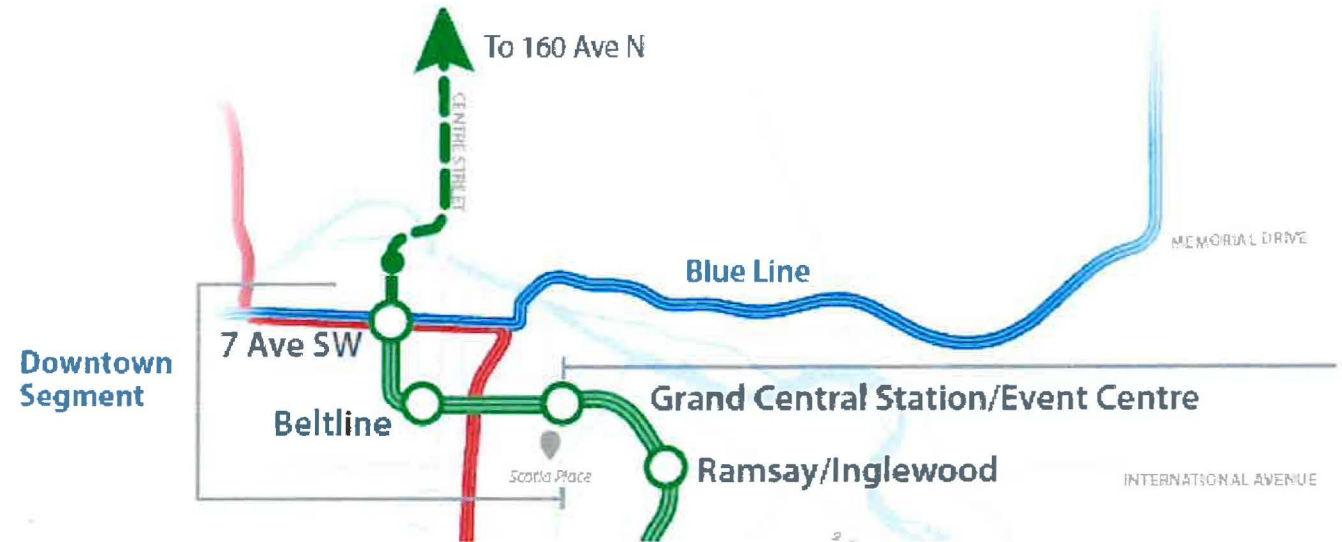 To 160 Ave N
CENTRE STREET
MEMORIAL DRIVE
Blue Line
7 Ave SW
Downtown
Segment
Grand Central Station/Event Centre
Beltline
Scotia Place
Ramsay/Inglewood
INTERNATIONAL AVENUE